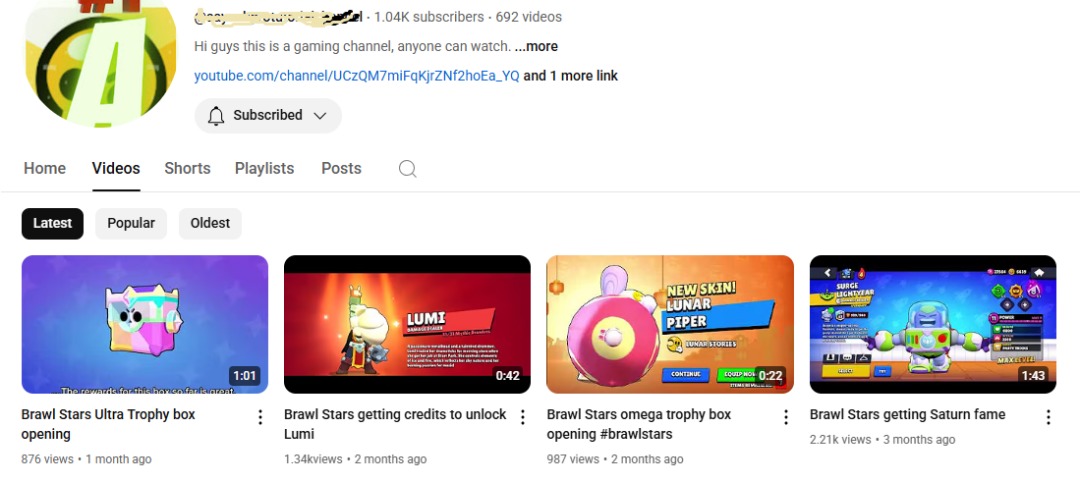 #1
A
· 1.04K subscribers · 692 videos
Hi guys this is a gaming channel, anyone can watch. ...more
youtube.com/channel/UCzQM7miFqKjrZNf2hoEa_YQ and 1 more link
Subscribed
Home Videos Shorts Playlists Posts
Latest Popular Oldest
The rewards for this box so far is great
1:01
LUMI
0:42
NEW SKIN!
LUNAR
PIPER
LUNAR STORIES
CONTINUE EQUIP NOW
0:22
SURGE
LIGHTYEAR
POWER
SELECT
1:43
Brawl Stars Ultra Trophy box
opening
876 views • 1 month ago
Brawl Stars getting credits to unlock
Lumi
1.34kviews • 2 months ago
Brawl Stars omega trophy box
opening #brawlstars
987 views • 2 months ago
Brawl Stars getting Saturn fame
2.21k views • 3 months ago